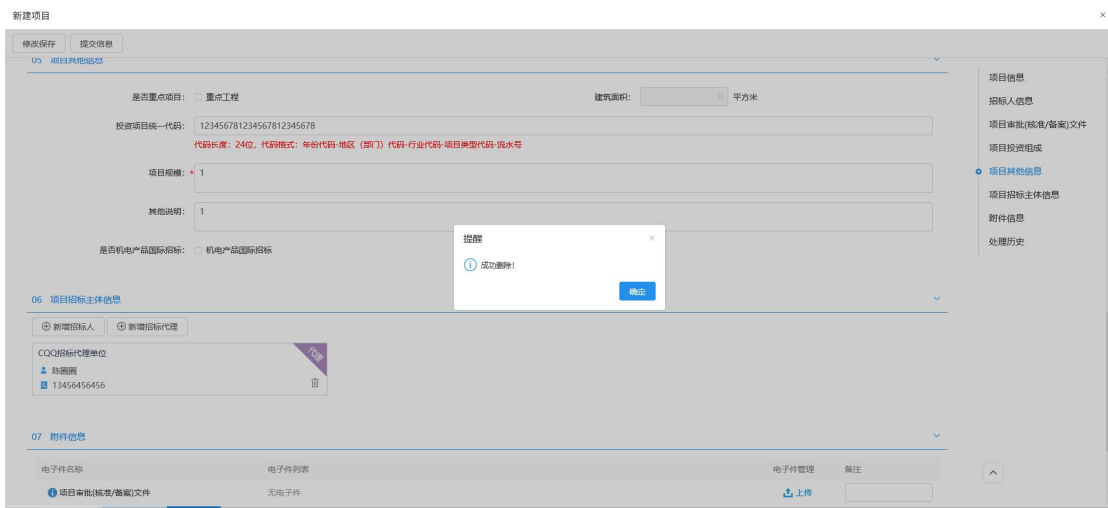 新建项目 ×
修改保存 提交信息
05 项目其他信息
是否重点项目： 重点工程 建筑面积： 0 平方米
投资项目统一代码： 123456781234567812345678
代码长度：24位，代码格式：年份代码-地区（部门）代码-行业代码-项目类型代码-流水号
项目规模： * 1
其他说明： 1
是否机电产品国际招标： 机电产品国际招标
提醒 ×
成功删除！
确定
06 项目招标主体信息
新增招标人 新增招标代理
CQQ招标代理单位 代理
陈圈圈
13456456456
07 附件信息
电子件名称 电子件列表 电子件管理 备注
项目审批(核准/备案)文件 无电子件 上传
项目信息
招标人信息
项目审批(核准/备案)文件
项目投资组成
项目其他信息
项目招标主体信息
附件信息
处理历史